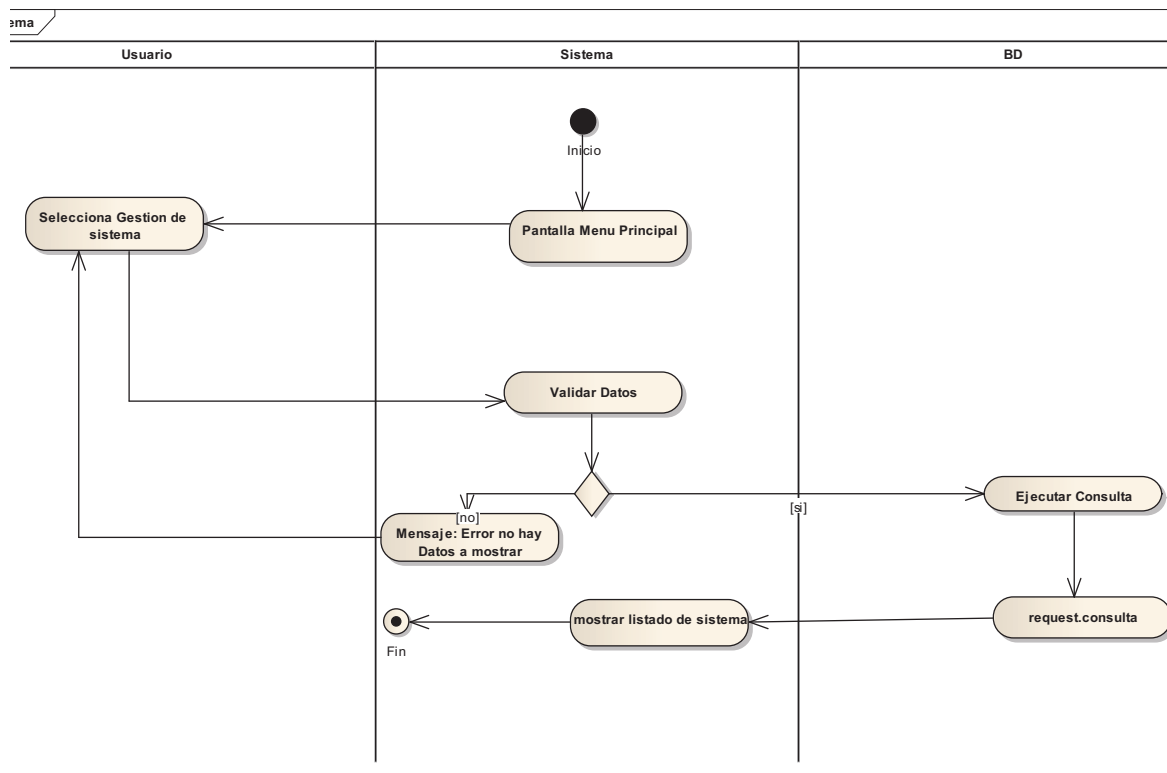 ema
Usuario
Sistema
BD
Inicio
Selecciona Gestion de
sistema
Pantalla Menu Principal
Validar Datos
[no]
[si]
Ejecutar Consulta
Mensaje: Error no hay
Datos a mostrar
mostrar listado de sistema
request.consulta
Fin